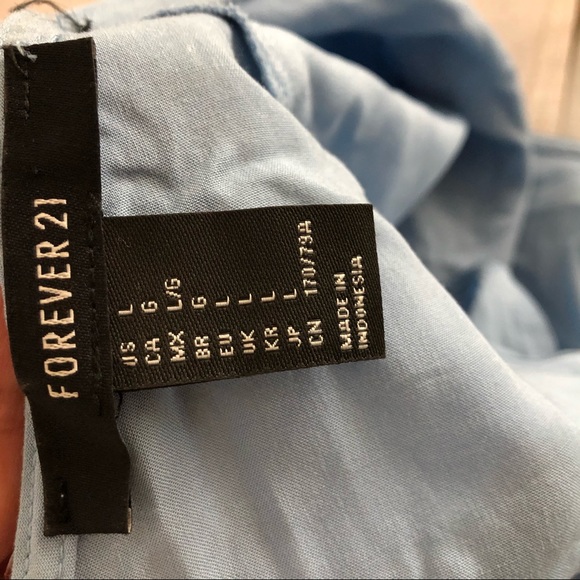 FOREVER 21
US L
CA G
MX L/G
BR G
EU L
UK L
KR L
JP L
CN 170/79A
MADE IN
INDONESIA